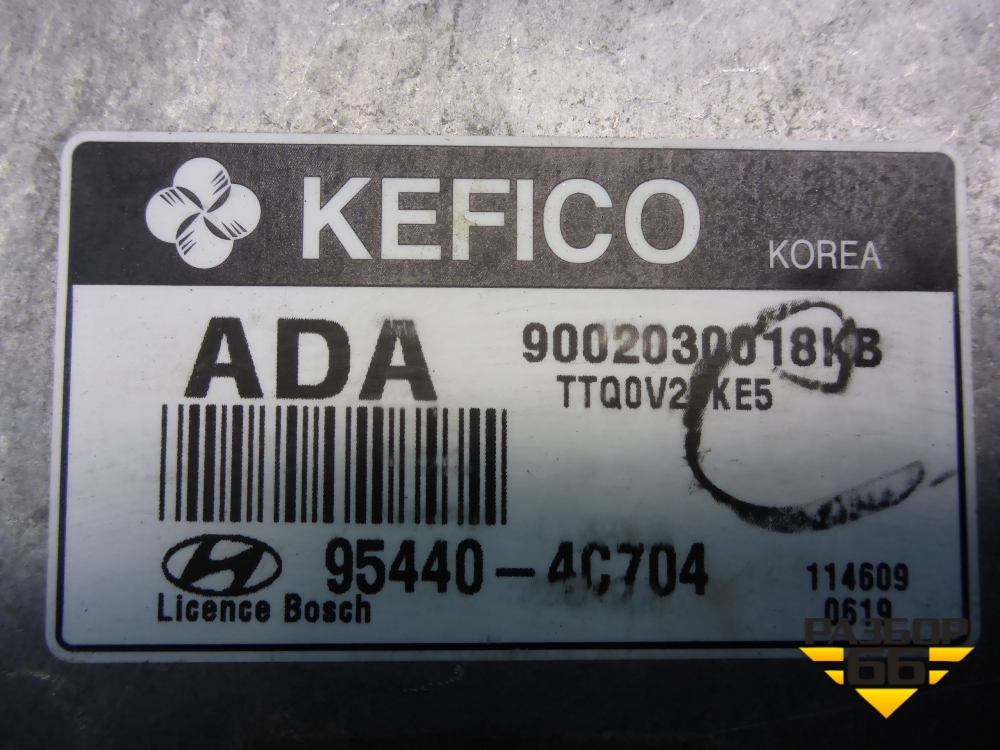 KEFICO KOREA
ADA
9002030018KB
95440-4C704
Licence Bosch
114609
0619
РАЗБОР
66